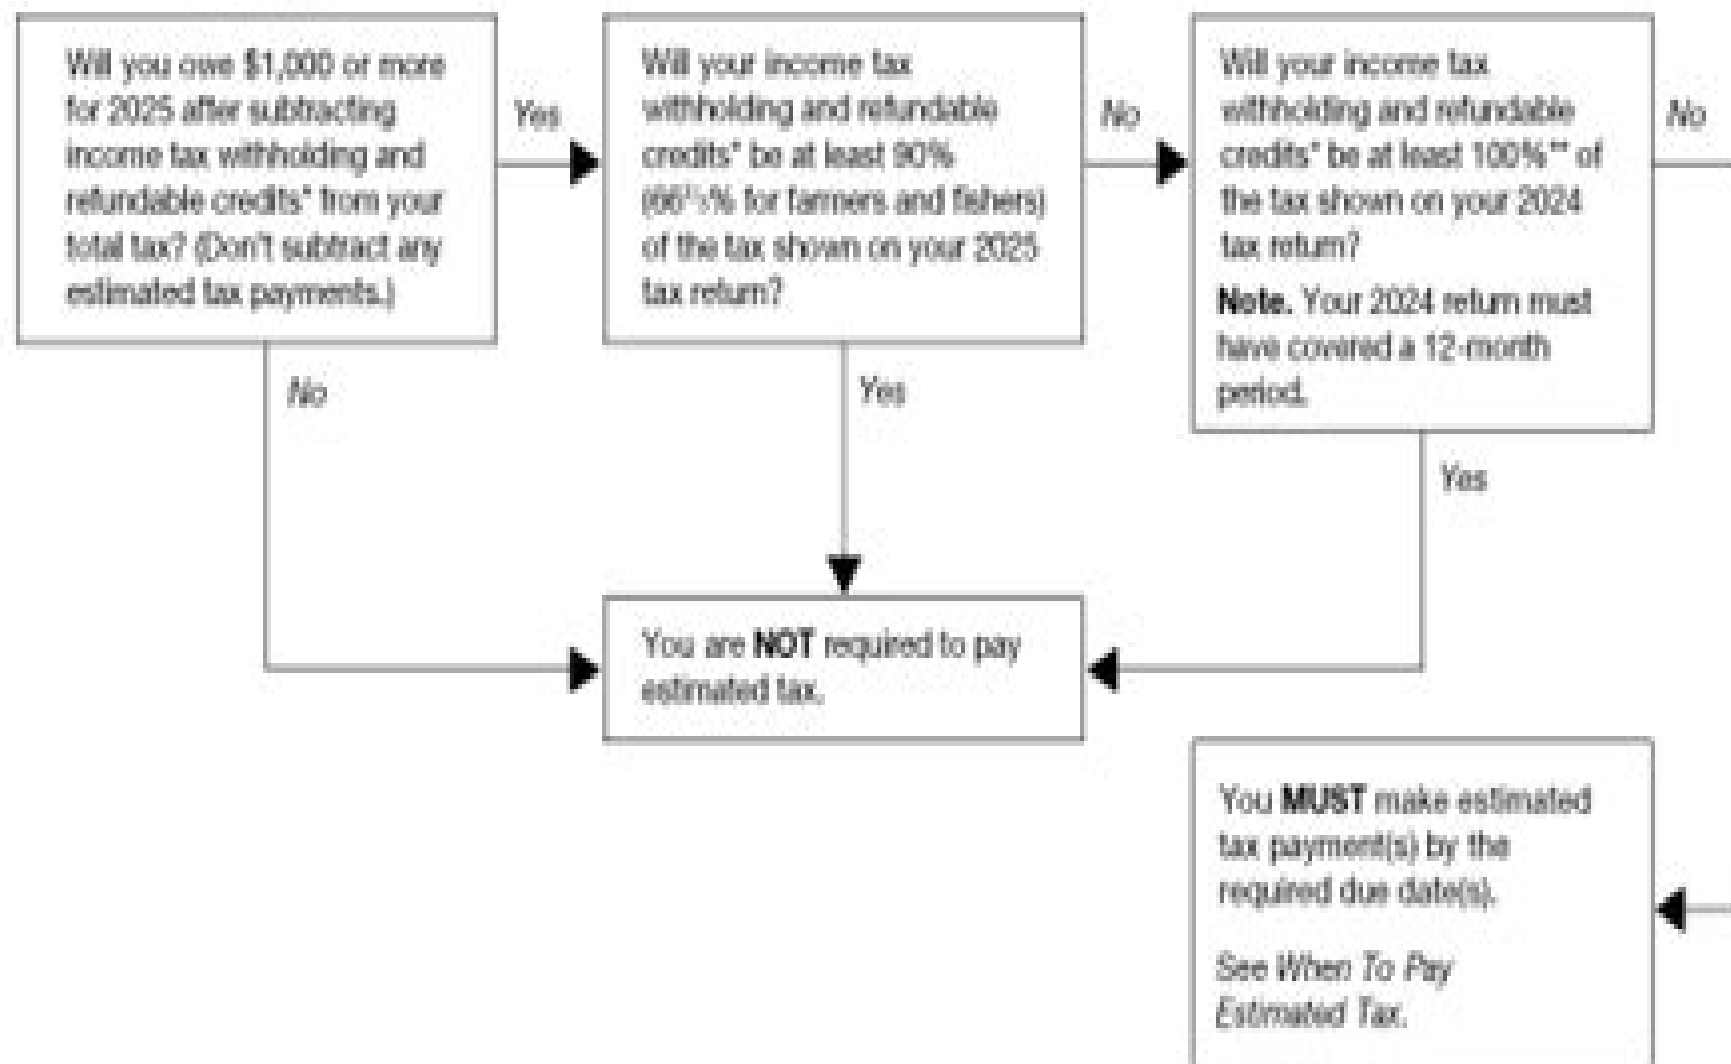 Will you owe $1,000 or more
for 2025 after subtracting
income tax withholding and
refundable credits* from your
total tax? (Don't subtract any
estimated tax payments.)
Yes
No
Will your income tax
withholding and refundable
credits* be at least 90%
(66²/₃% for farmers and fishers)
of the tax shown on your 2025
tax return?
No
Yes
Will your income tax
withholding and refundable
credits* be at least 100%** of
the tax shown on your 2024
tax return?
Note. Your 2024 return must
have covered a 12-month
period.
No
Yes
You are NOT required to pay
estimated tax.
You MUST make estimated
tax payment(s) by the
required due date(s).
See When To Pay
Estimated Tax.